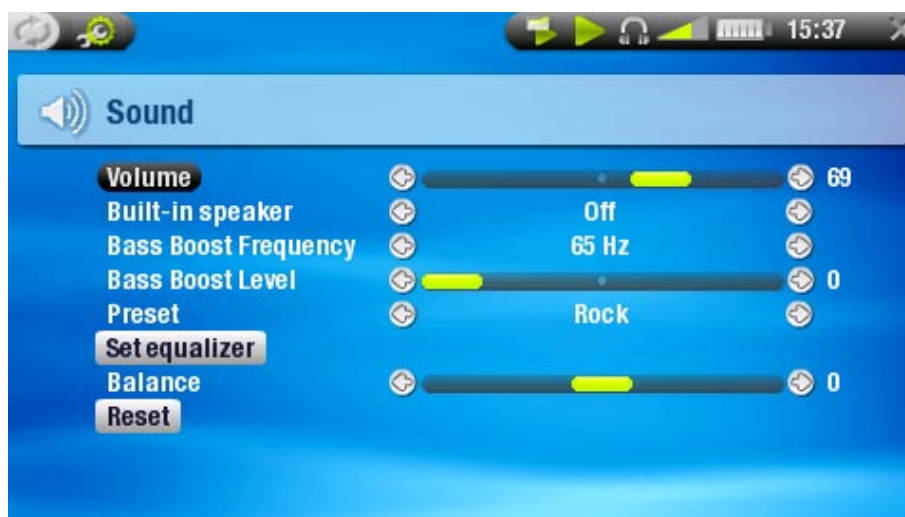 15:37
Sound
Volume 69
Built-in speaker Off
Bass Boost Frequency 65 Hz
Bass Boost Level 0
Preset Rock
Set equalizer
Balance 0
Reset